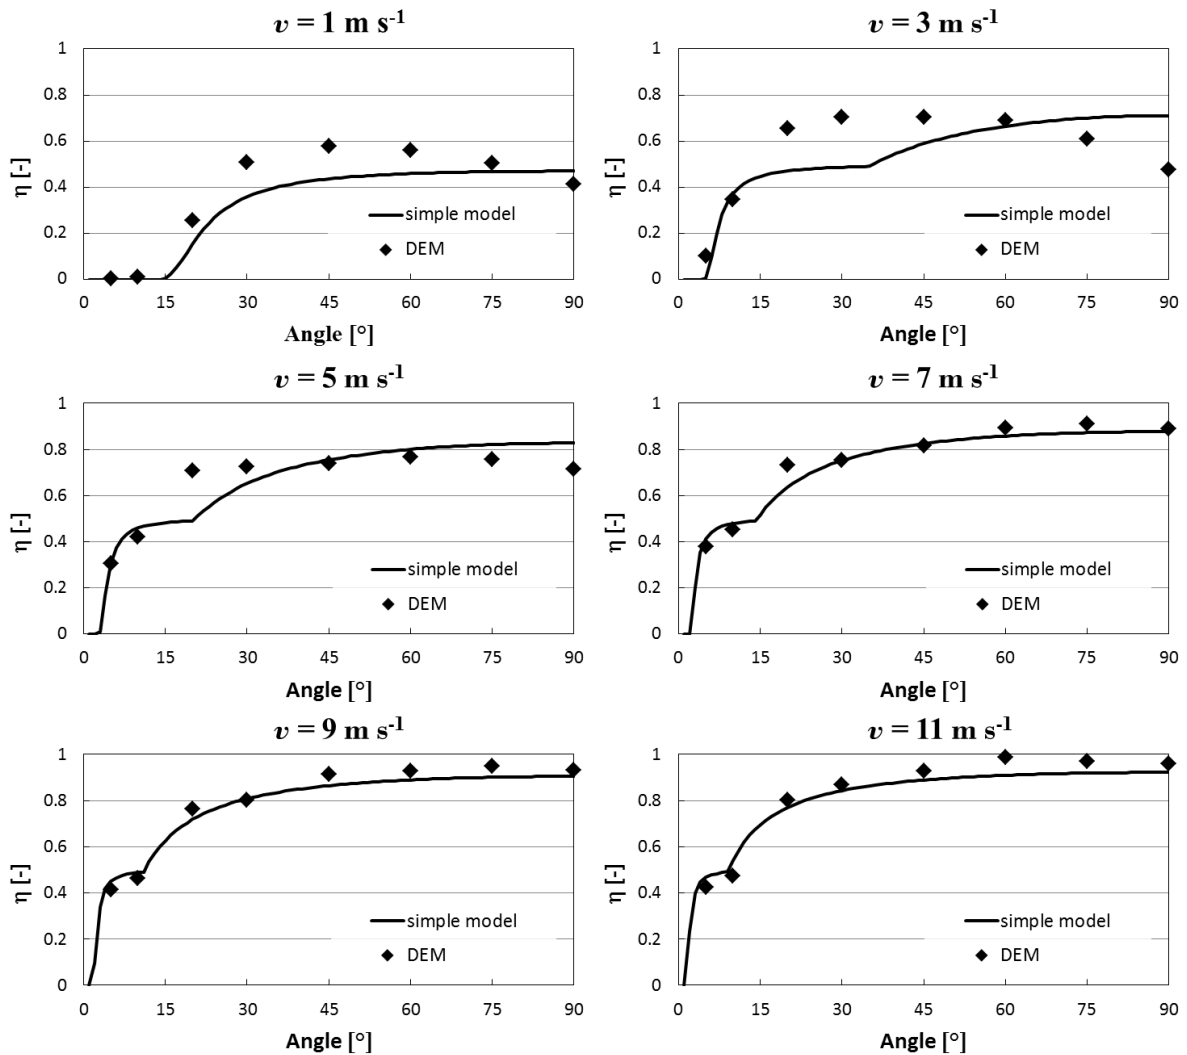 v = 1 m s-1
1
0.8
0.6
0.4
0.2
0
η [-]
simple model
DEM
0 15 30 45 60 75 90
Angle [°]
v = 3 m s-1
1
0.8
0.6
0.4
0.2
0
η [-]
simple model
DEM
0 15 30 45 60 75 90
Angle [°]
v = 5 m s-1
1
0.8
0.6
0.4
0.2
0
η [-]
simple model
DEM
0 15 30 45 60 75 90
Angle [°]
v = 7 m s-1
1
0.8
0.6
0.4
0.2
0
η [-]
simple model
DEM
0 15 30 45 60 75 90
Angle [°]
v = 9 m s-1
1
0.8
0.6
0.4
0.2
0
η [-]
simple model
DEM
0 15 30 45 60 75 90
Angle [°]
v = 11 m s-1
1
0.8
0.6
0.4
0.2
0
η [-]
simple model
DEM
0 15 30 45 60 75 90
Angle [°]